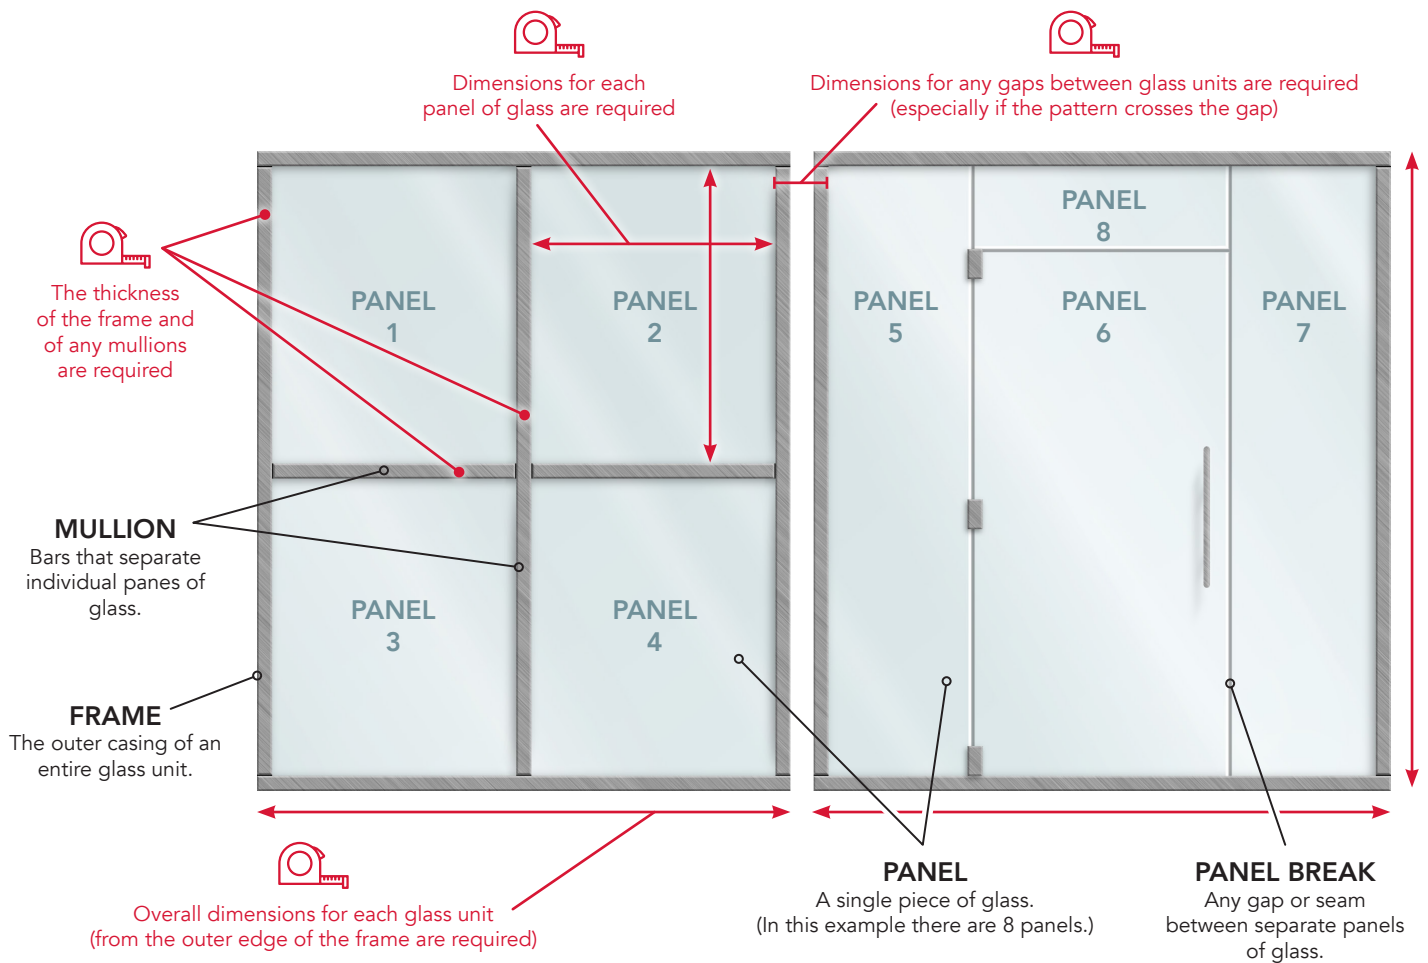 Dimensions for each
panel of glass are required
Dimensions for any gaps between glass units are required
(especially if the pattern crosses the gap)
The thickness
of the frame and
of any mullions
are required
PANEL
1
PANEL
2
PANEL
3
PANEL
4
PANEL
5
PANEL
6
PANEL
7
PANEL
8
MULLION
Bars that separate
individual panes of
glass.
FRAME
The outer casing of an
entire glass unit.
Overall dimensions for each glass unit
(from the outer edge of the frame are required)
PANEL
A single piece of glass.
(In this example there are 8 panels.)
PANEL BREAK
Any gap or seam
between separate panels
of glass.